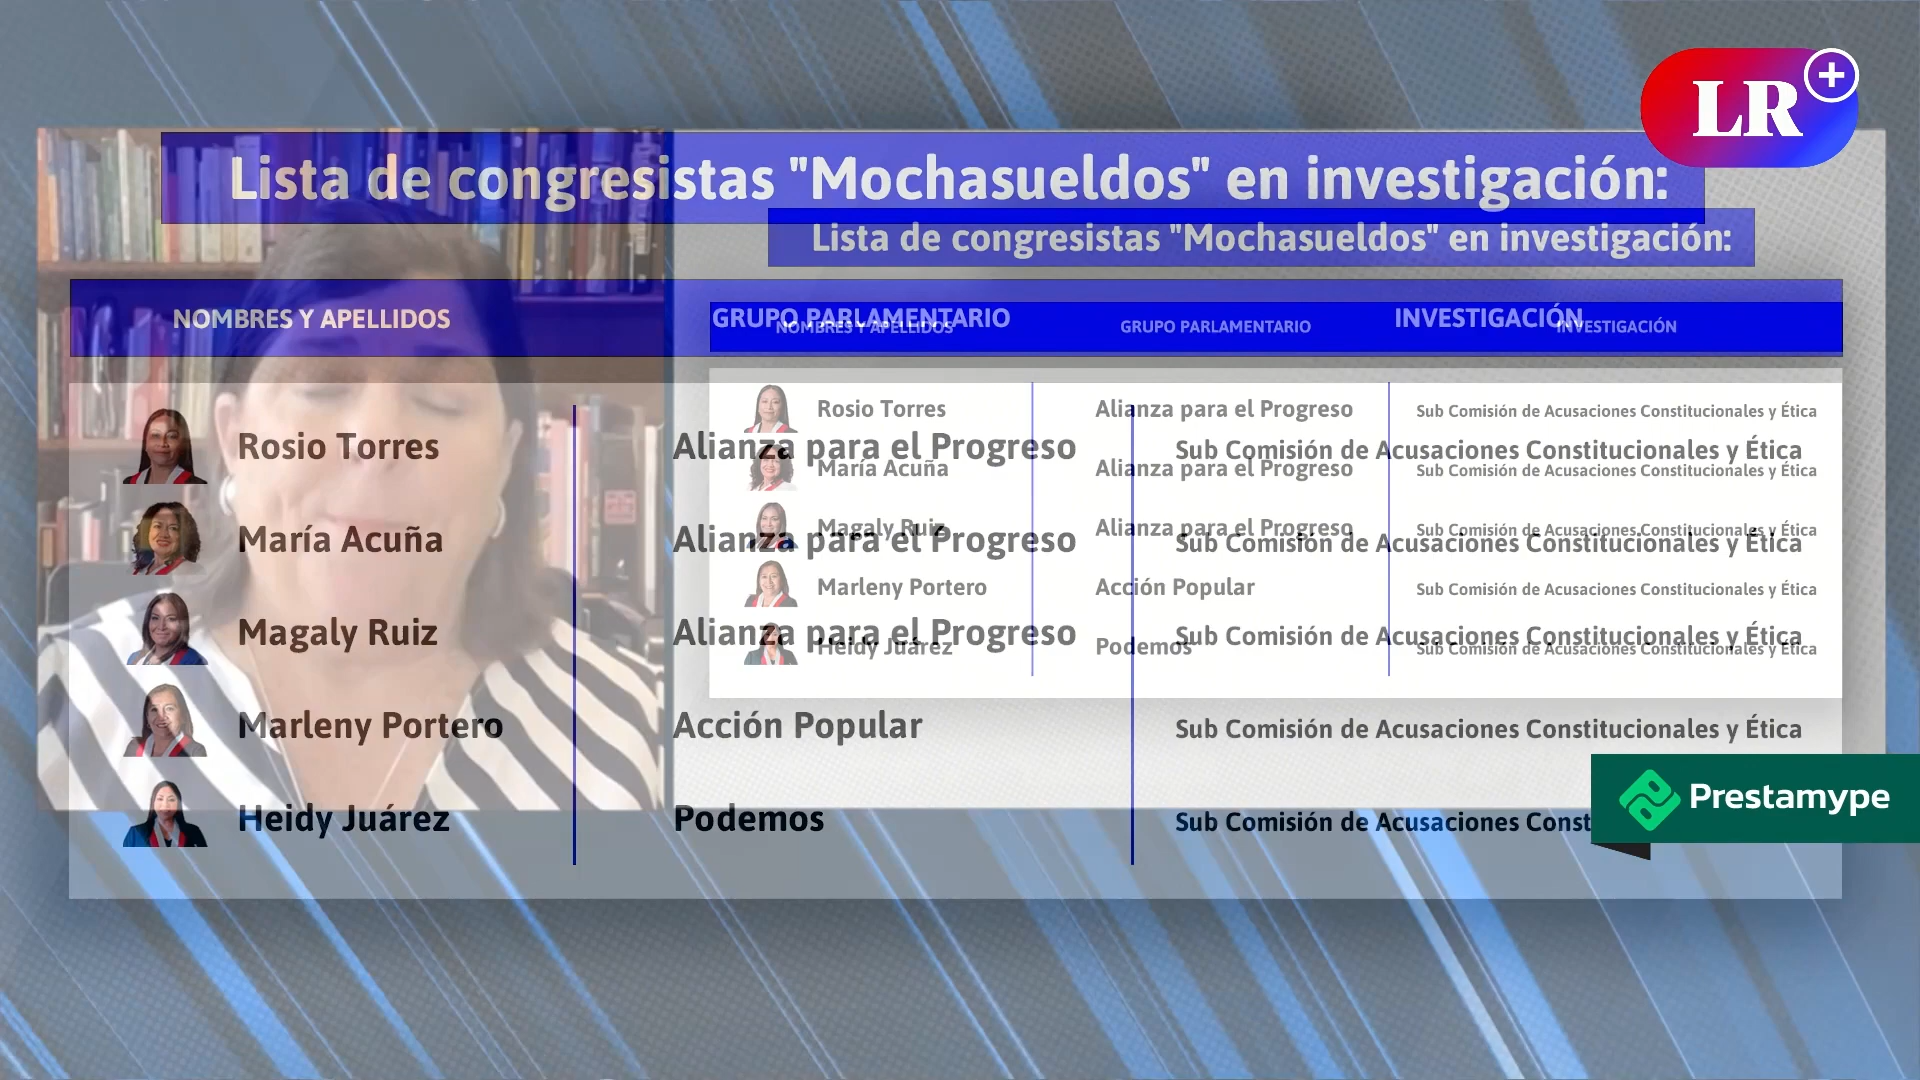 LR+
Lista de congresistas "Mochasueldos" en investigación:
Lista de congresistas "Mochasueldos" en investigación:
NOMBRES Y APELLIDOS GRUPO PARLAMENTARIO INVESTIGACIÓN
NOMBRES Y APELLIDOS GRUPO PARLAMENTARIO INVESTIGACIÓN
Rosio Torres Alianza para el Progreso Sub Comisión de Acusaciones Constitucionales y Ética
Rosio Torres Alianza para el Progreso Sub Comisión de Acusaciones Constitucionales y Ética
María Acuña Alianza para el Progreso Sub Comisión de Acusaciones Constitucionales y Ética
Magaly Ruiz Alianza para el Progreso Sub Comisión de Acusaciones Constitucionales y Ética
María Acuña Alianza para el Progreso Sub Comisión de Acusaciones Constitucionales y Ética
Marleny Portero Acción Popular Sub Comisión de Acusaciones Constitucionales y Ética
Magaly Ruiz Alianza para el Progreso Sub Comisión de Acusaciones Constitucionales y Ética
Heidy Juárez Podemos Sub Comisión de Acusaciones Constitucionales y Ética
Marleny Portero Acción Popular Sub Comisión de Acusaciones Constitucionales y Ética
Heidy Juárez Podemos Sub Comisión de Acusaciones Const
Prestamype